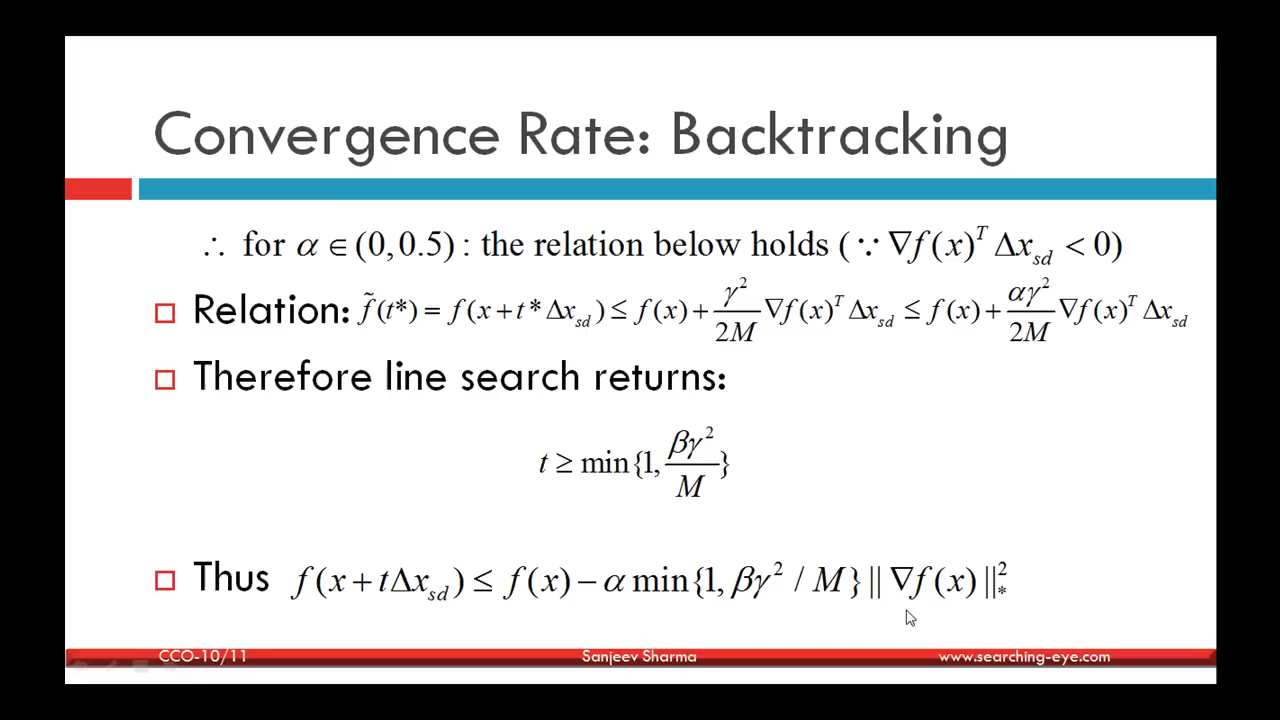 Convergence Rate: Backtracking
∴ for α ∈ (0, 0.5) : the relation below holds (∵ ∇f(x)ᵀ Δx_sd < 0)
Relation: f̃(t*) = f(x + t* Δx_sd) ≤ f(x) + γ²/2M ∇f(x)ᵀ Δx_sd ≤ f(x) + αγ²/2M ∇f(x)ᵀ Δx_sd
Therefore line search returns:
t ≥ min{1, βγ²/M}
Thus f(x + tΔx_sd) ≤ f(x) − α min{1, βγ² / M} || ∇f(x) ||²_*
CCO-10/11 Sanjeev Sharma www.searching-eye.com